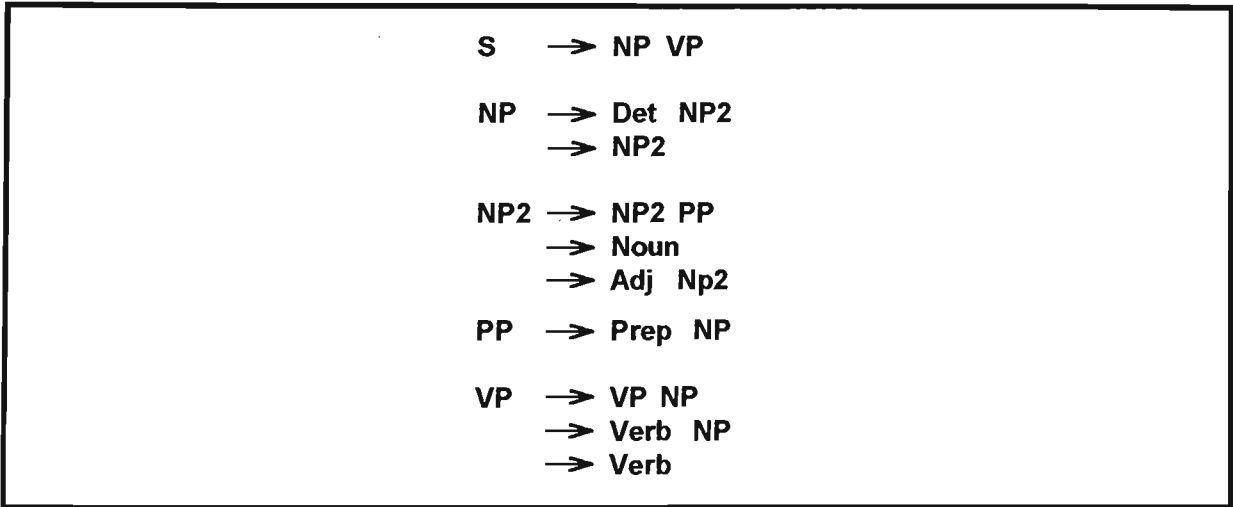 S → NP VP
NP → Det NP2
→ NP2
NP2 → NP2 PP
→ Noun
→ Adj Np2
PP → Prep NP
VP → VP NP
→ Verb NP
→ Verb